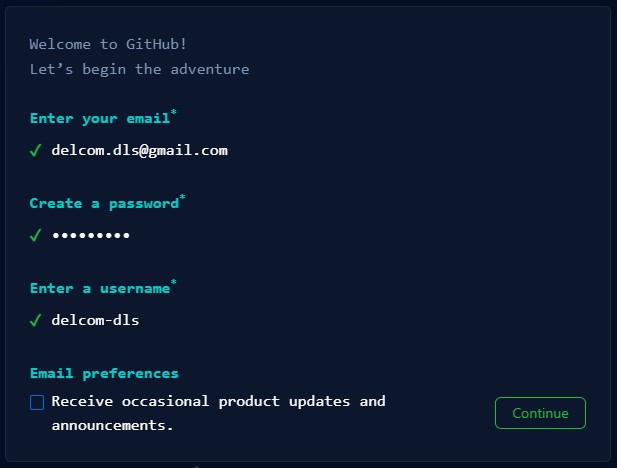 Welcome to GitHub!
Let’s begin the adventure
Enter your email*
✓ delcom.dls@gmail.com
Create a password*
✓ •••••••••
Enter a username*
✓ delcom-dls
Email preferences
Receive occasional product updates and
announcements.
Continue